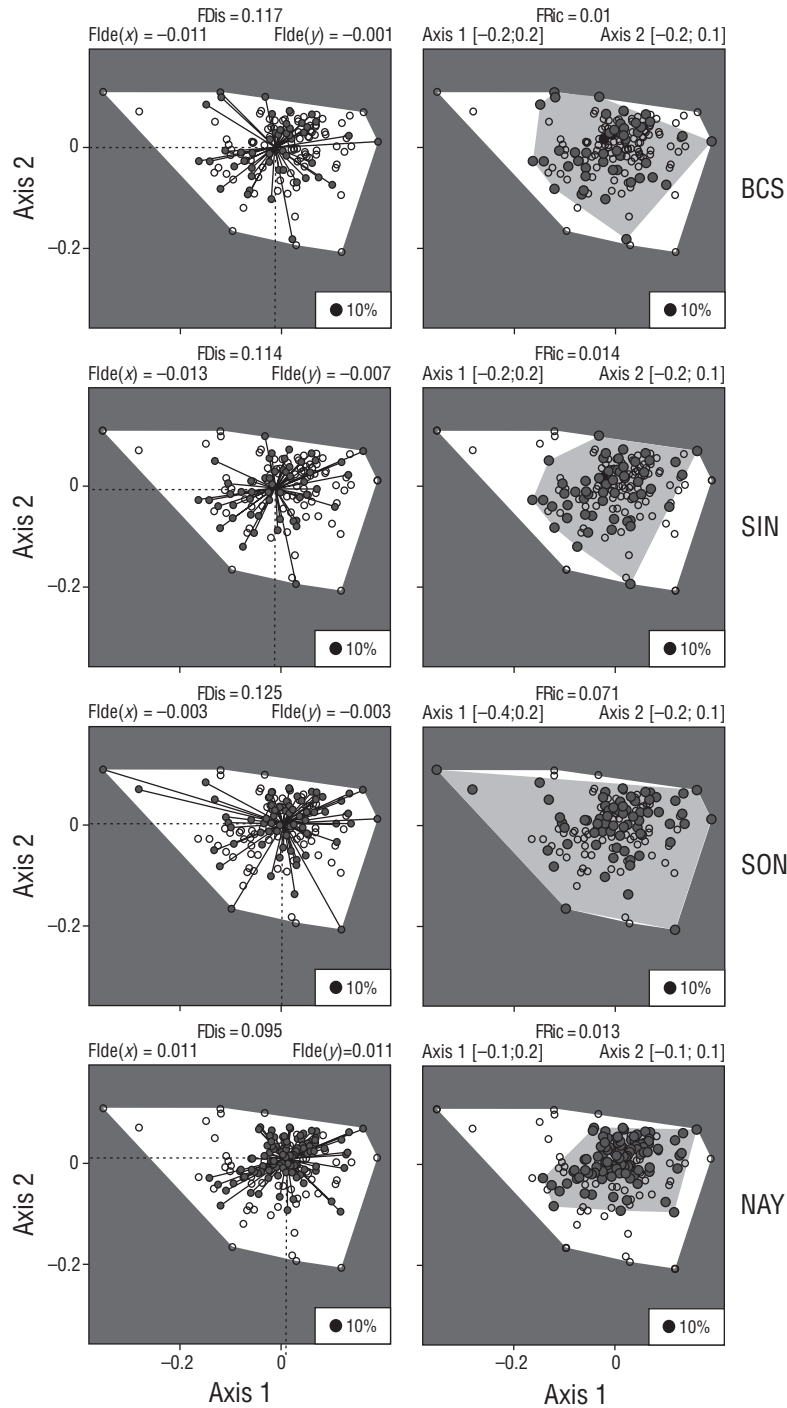 FDis = 0.117
FIde(x) = –0.011 FIde(y) = –0.001
FRic = 0.01
Axis 1 [–0.2;0.2] Axis 2 [–0.2; 0.1]
0
–0.2
Axis 2
10%
10%
BCS
FDis = 0.114
FIde(x) = –0.013 FIde(y) = –0.007
FRic = 0.014
Axis 1 [–0.2;0.2] Axis 2 [–0.2; 0.1]
0
–0.2
Axis 2
10%
10%
SIN
FDis = 0.125
FIde(x) = –0.003 FIde(y) = –0.003
FRic = 0.071
Axis 1 [–0.4;0.2] Axis 2 [–0.2; 0.1]
0
–0.2
Axis 2
10%
10%
SON
FDis = 0.095
FIde(x) = 0.011 FIde(y)=0.011
FRic = 0.013
Axis 1 [–0.1;0.2] Axis 2 [–0.1; 0.1]
0
–0.2
Axis 2
10%
10%
NAY
–0.2 0
–0.2 0
Axis 1
Axis 1